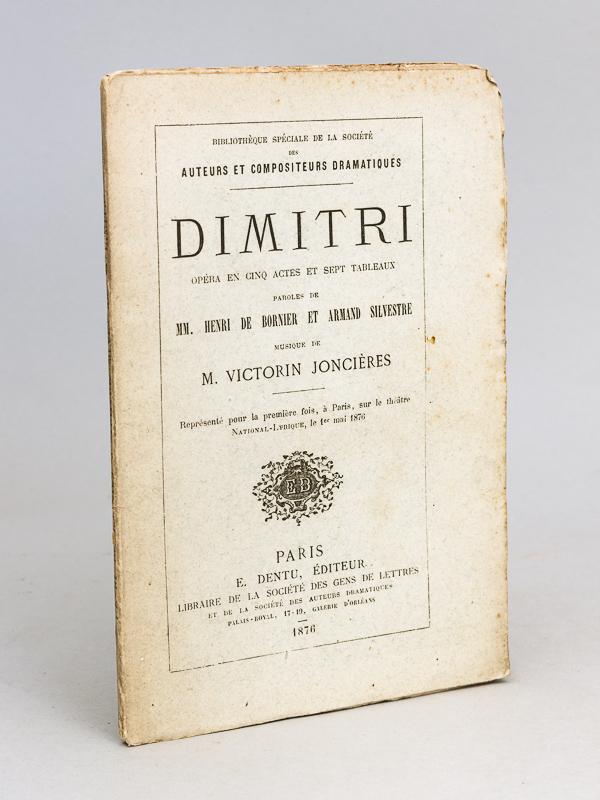 BIBLIOTHÈQUE SPÉCIALE DE LA SOCIÉTÉ
DES
AUTEURS ET COMPOSITEURS DRAMATIQUES
DIMITRI
OPÉRA EN CINQ ACTES ET SEPT TABLEAUX
PAROLES DE
MM. HENRI DE BORNIER ET ARMAND SILVESTRE
MUSIQUE DE
M. VICTORIN JONCIÈRES
Représenté pour la première fois, à Paris, sur le théâtre
NATIONAL-LYRIQUE, le 1er mai 1876
EB
PARIS
E. DENTU, ÉDITEUR
LIBRAIRE DE LA SOCIÉTÉ DES GENS DE LETTRES
ET DE LA SOCIÉTÉ DES AUTEURS DRAMATIQUES
PALAIS-ROYAL, 17-19, GALERIE D'ORLÉANS
1876